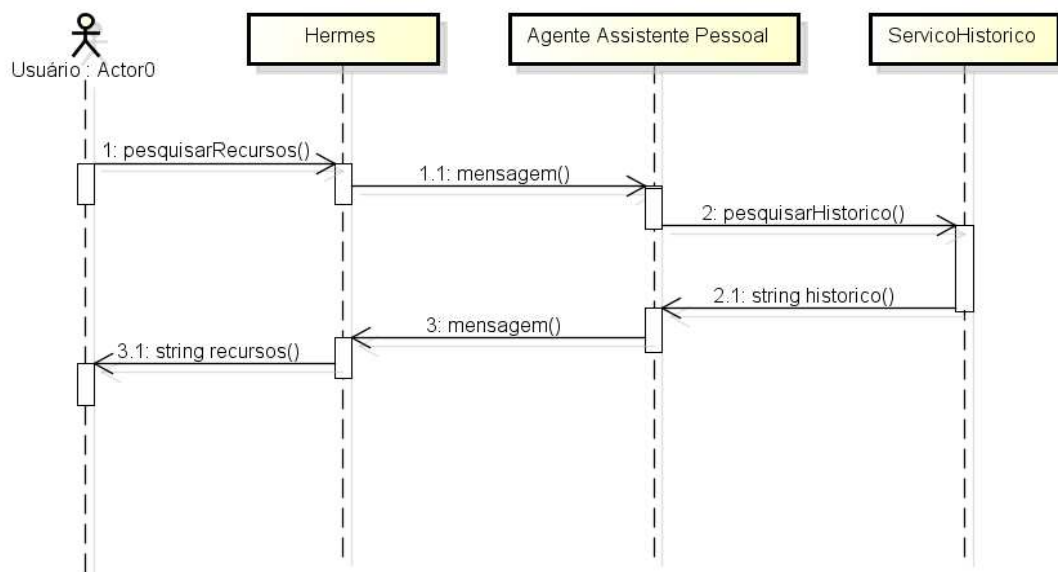 Usuário : Actor0
Hermes
Agente Assistente Pessoal
ServicoHistorico
1: pesquisarRecursos()
1.1: mensagem()
2: pesquisarHistorico()
2.1: string historico()
3: mensagem()
3.1: string recursos()